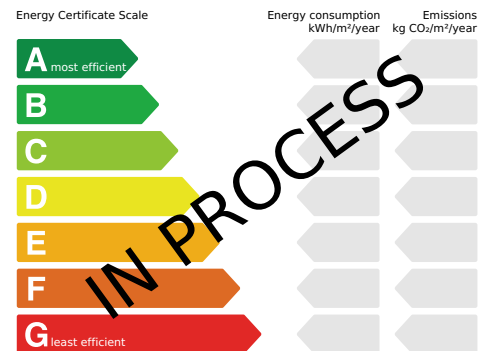 Energy Certificate Scale
Energy consumption
kWh/m²/year
Emissions
kg CO₂/m²/year
A most efficient
B
C
D
E
F
G least efficient
IN PROCESS